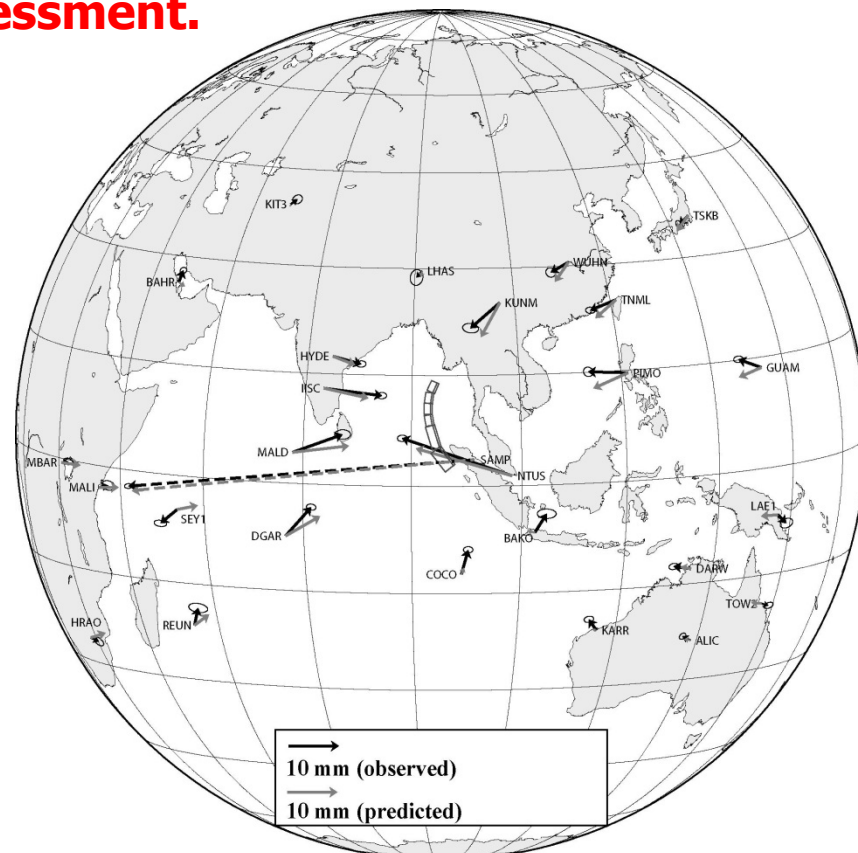 essment.
TSKB
KIT3
WUHN
LHAS
BAHR
KUNM
TNML
HYDE
PIMO
GUAM
IISC
MALD
SAMP
MBAR
NTUS
MALI
LAE1
SEY1
DGAR
BAKO
DARW
COCO
TOW2
HRAO
REUN
KARR
ALIC
10 mm (observed)
10 mm (predicted)